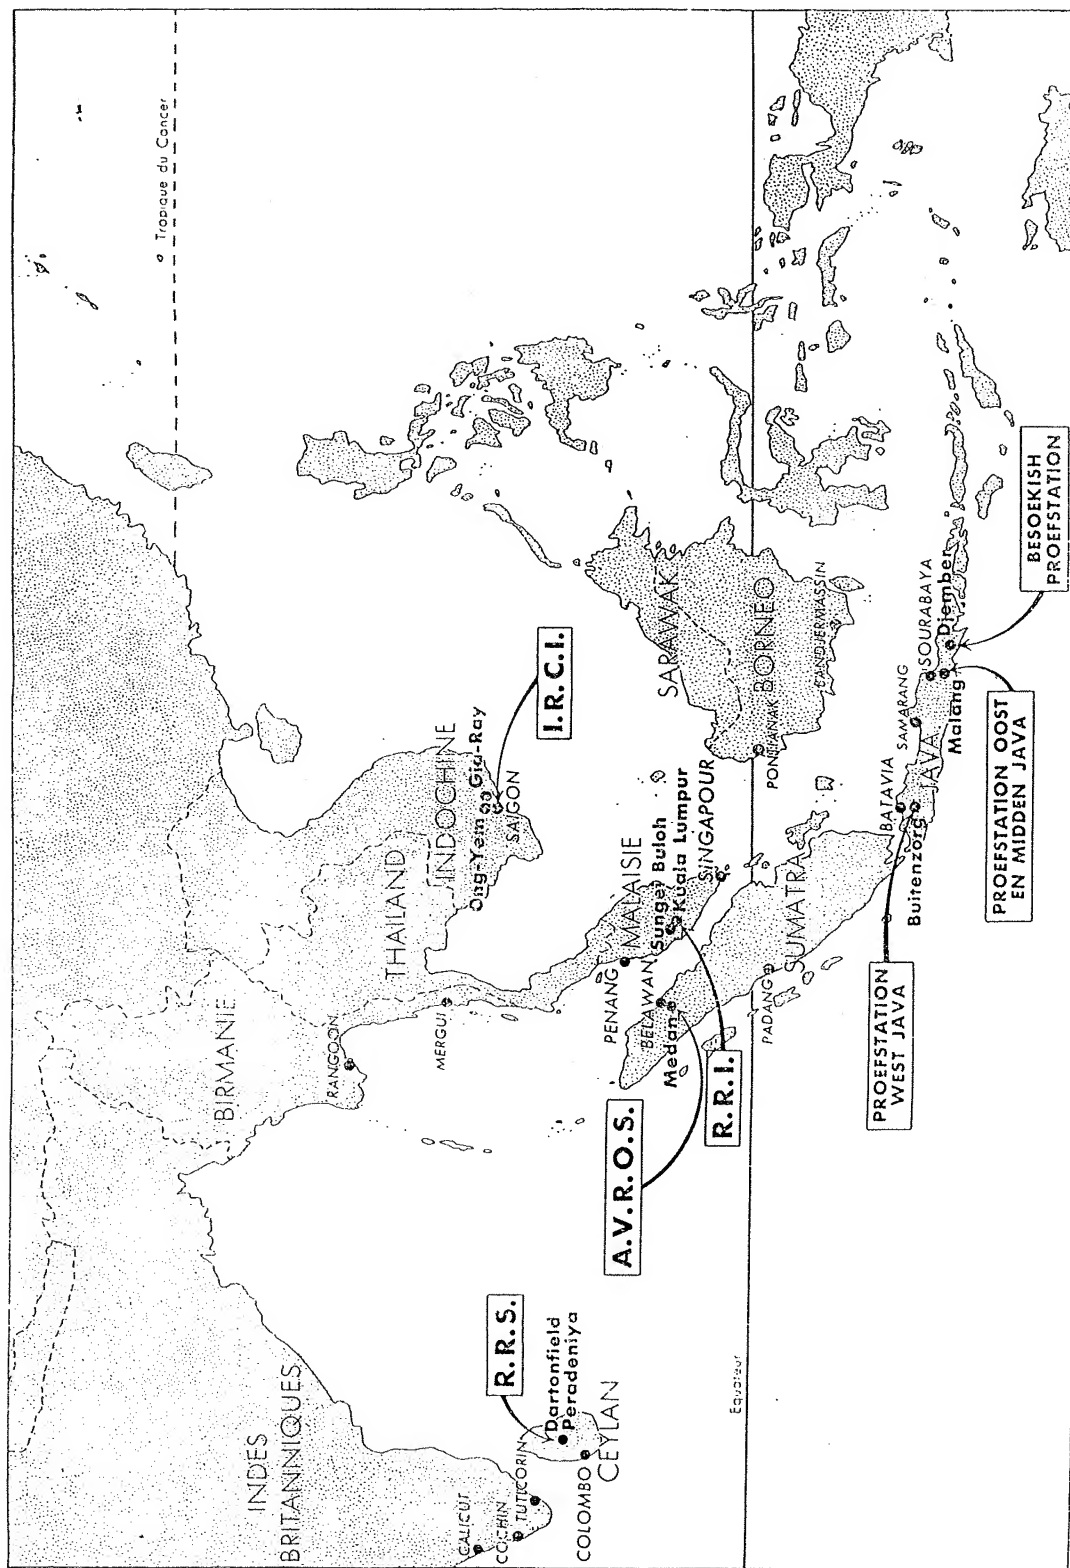 Tropique du Cancer
INDES
BRITANNIQUES
BIRMANIE
RANGOON
THAILAND
MERGUI
INDOCHINE
Ong-Yem
Gia-Ray
SAIGON
I.R.C.I.
CALICUT
COCHIN
TUTICORIN
R.R.S.
Dartonfield
Peradeniya
COLOMBO
CEYLAN
PENANG
MALAISIE
BELAWAN
Sungei Buloh
Medan
Kuala Lumpur
SINGAPOUR
A.V.R.O.S.
R.R.I.
SARAWAK
BORNEO
PONTIANAK
BANDJERMASSIN
Equateur
PADANG
SUMATRA
BATAVIA
Buitenzorg
JAVA
SAMARANG
SOURABAYA
Malang
Djember
PROEFSTATION
WEST JAVA
PROEFSTATION OOST
EN MIDDEN JAVA
BESOEKISH
PROEFSTATION